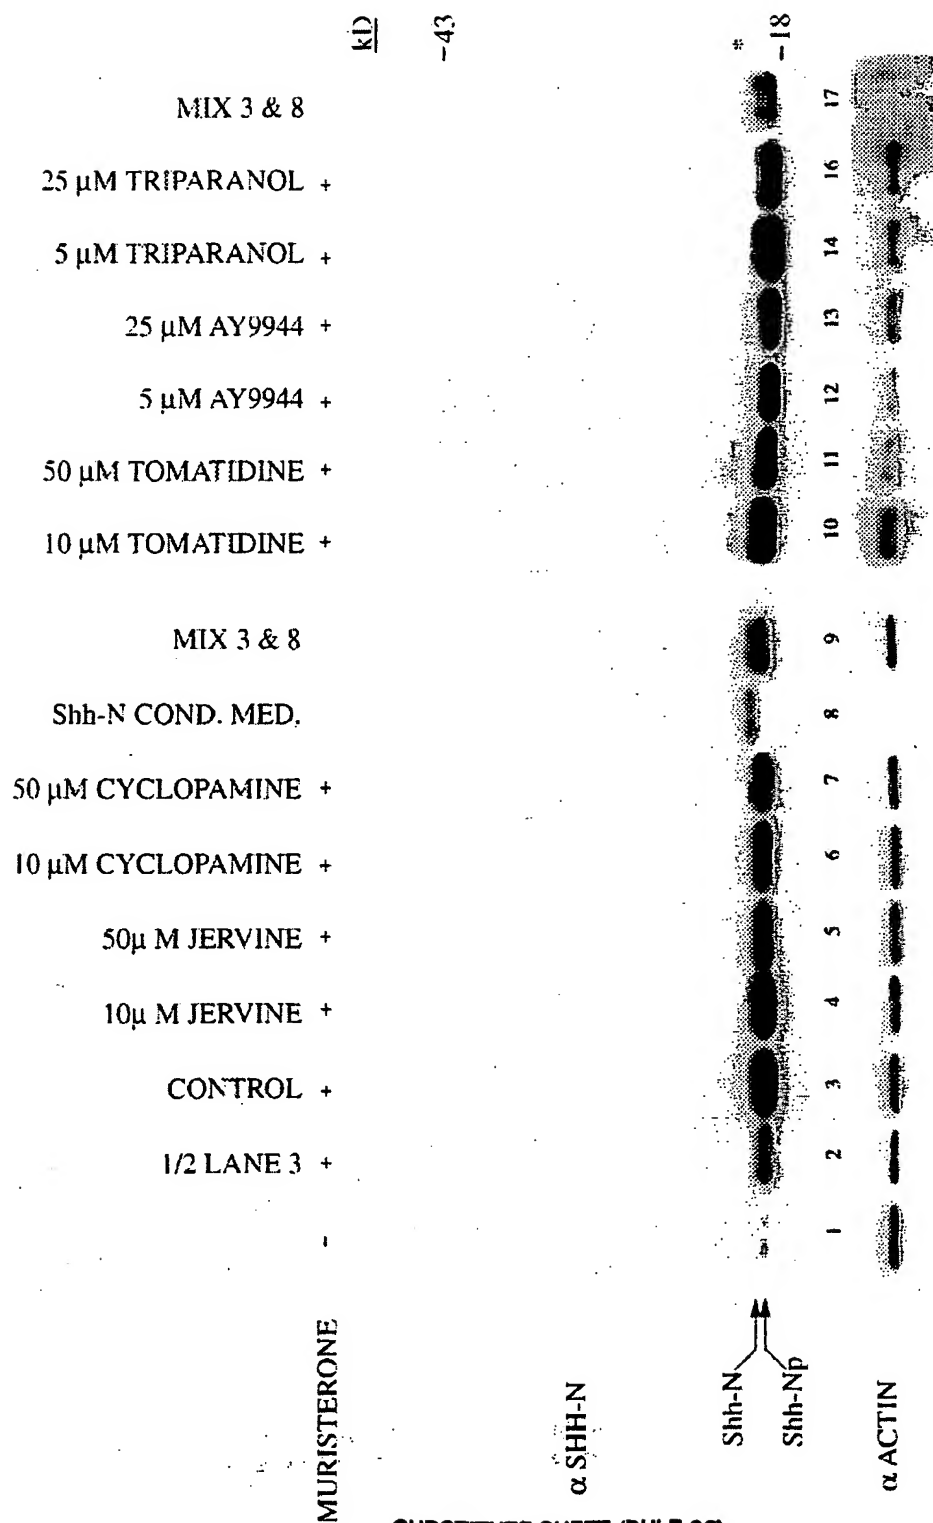 kD
-43
*
-18
MIX 3 & 8 17
25 µM TRIPARANOL + 16
5 µM TRIPARANOL + 14
25 µM AY9944 + 13
5 µM AY9944 + 12
50 µM TOMATIDINE + 11
10 µM TOMATIDINE + 10
MIX 3 & 8 9
Shh-N COND. MED. 8
50 µM CYCLOPAMINE + 7
10 µM CYCLOPAMINE + 6
50µ M JERVINE + 5
10µ M JERVINE + 4
CONTROL + 3
1/2 LANE 3 + 2
- 1
MURISTERONE
α SHH-N
Shh-N
Shh-Np
α ACTIN